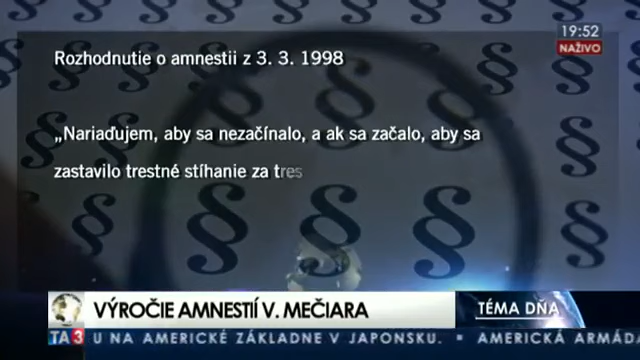 19:52
NAŽIVO
Rozhodnutie o amnestii z 3. 3. 1998
„Nariaďujem, aby sa nezačínalo, a ak sa začalo, aby sa
zastavilo trestné stíhanie za tres
VÝROČIE AMNESTIÍ V. MEČIARA
TÉMA DŇA
TA3
U NA AMERICKÉ ZÁKLADNE V JAPONSKU. • AMERICKÁ ARMÁD